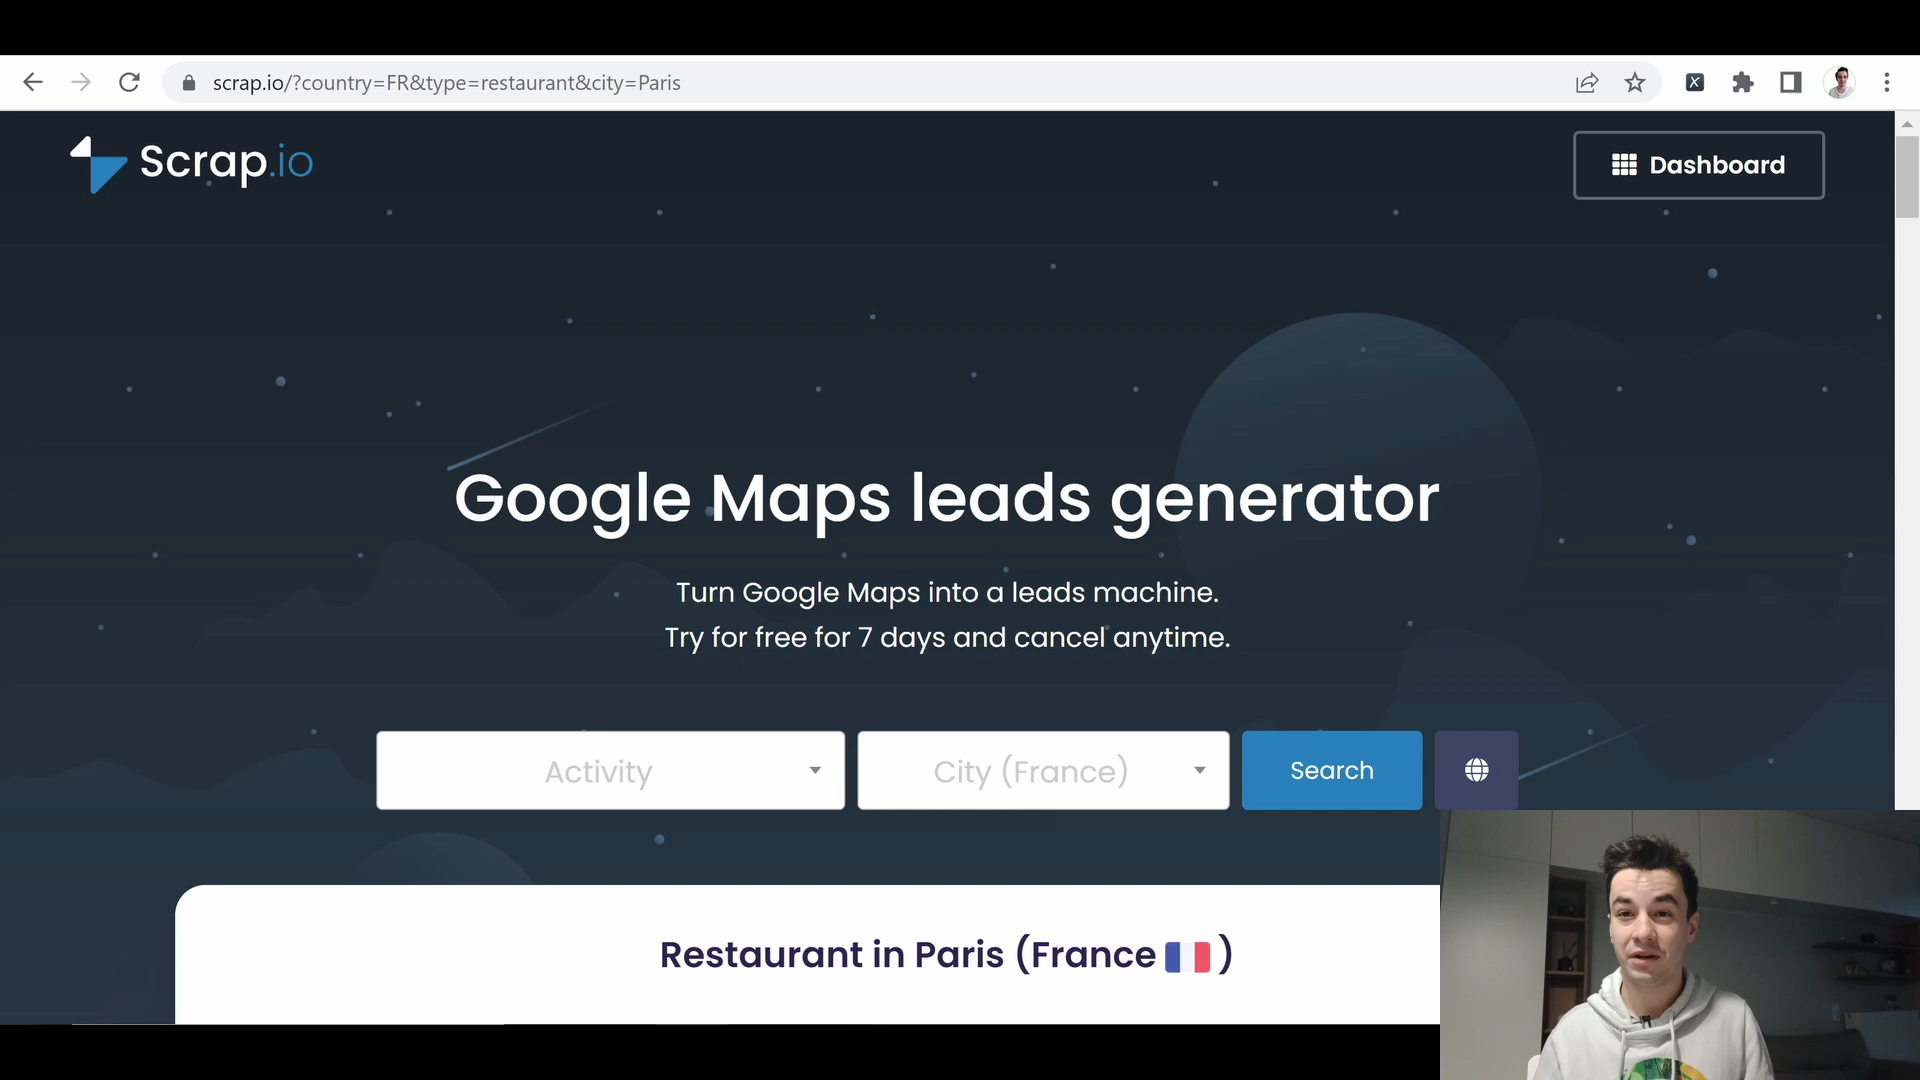 scrap.io/?country=FR&type=restaurant&city=Paris
Scrap.io
Dashboard
Google Maps leads generator
Turn Google Maps into a leads machine.
Try for free for 7 days and cancel anytime.
Activity
City (France)
Search
Restaurant in Paris (France 🇫🇷 )